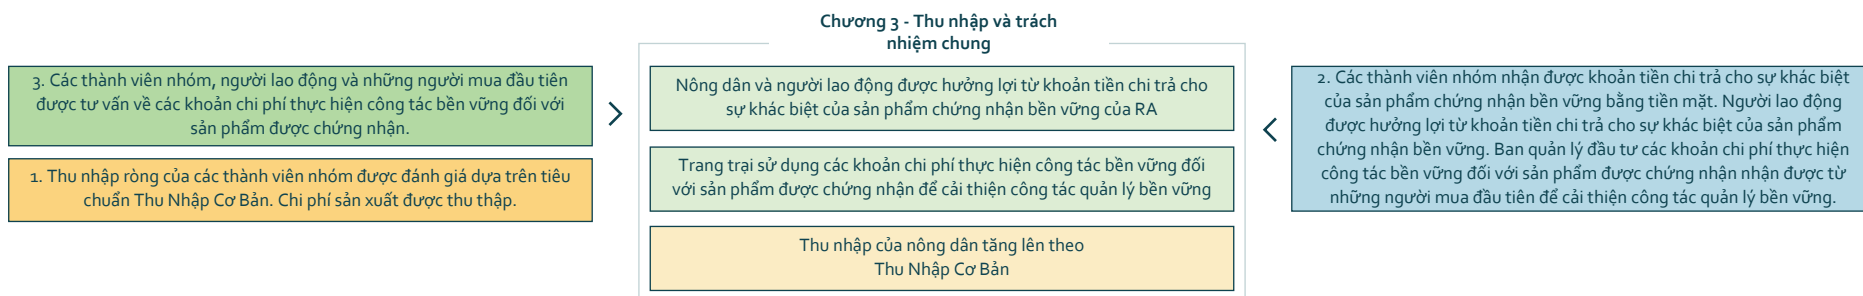 Chương 3 - Thu nhập và trách
nhiệm chung
3. Các thành viên nhóm, người lao động và những người mua đầu tiên
được tư vấn về các khoản chi phí thực hiện công tác bền vững đối với
sản phẩm được chứng nhận.
1. Thu nhập ròng của các thành viên nhóm được đánh giá dựa trên tiêu
chuẩn Thu Nhập Cơ Bản. Chi phí sản xuất được thu thập.
Nông dân và người lao động được hưởng lợi từ khoản tiền chi trả cho
sự khác biệt của sản phẩm chứng nhận bền vững của RA
Trang trại sử dụng các khoản chi phí thực hiện công tác bền vững đối
với sản phẩm được chứng nhận để cải thiện công tác quản lý bền vững
Thu nhập của nông dân tăng lên theo
Thu Nhập Cơ Bản
2. Các thành viên nhóm nhận được khoản tiền chi trả cho sự khác biệt
của sản phẩm chứng nhận bền vững bằng tiền mặt. Người lao động
được hưởng lợi từ khoản tiền chi trả cho sự khác biệt của sản phẩm
chứng nhận bền vững. Ban quản lý đầu tư các khoản chi phí thực hiện
công tác bền vững đối với sản phẩm được chứng nhận nhận được từ
những người mua đầu tiên để cải thiện công tác quản lý bền vững.